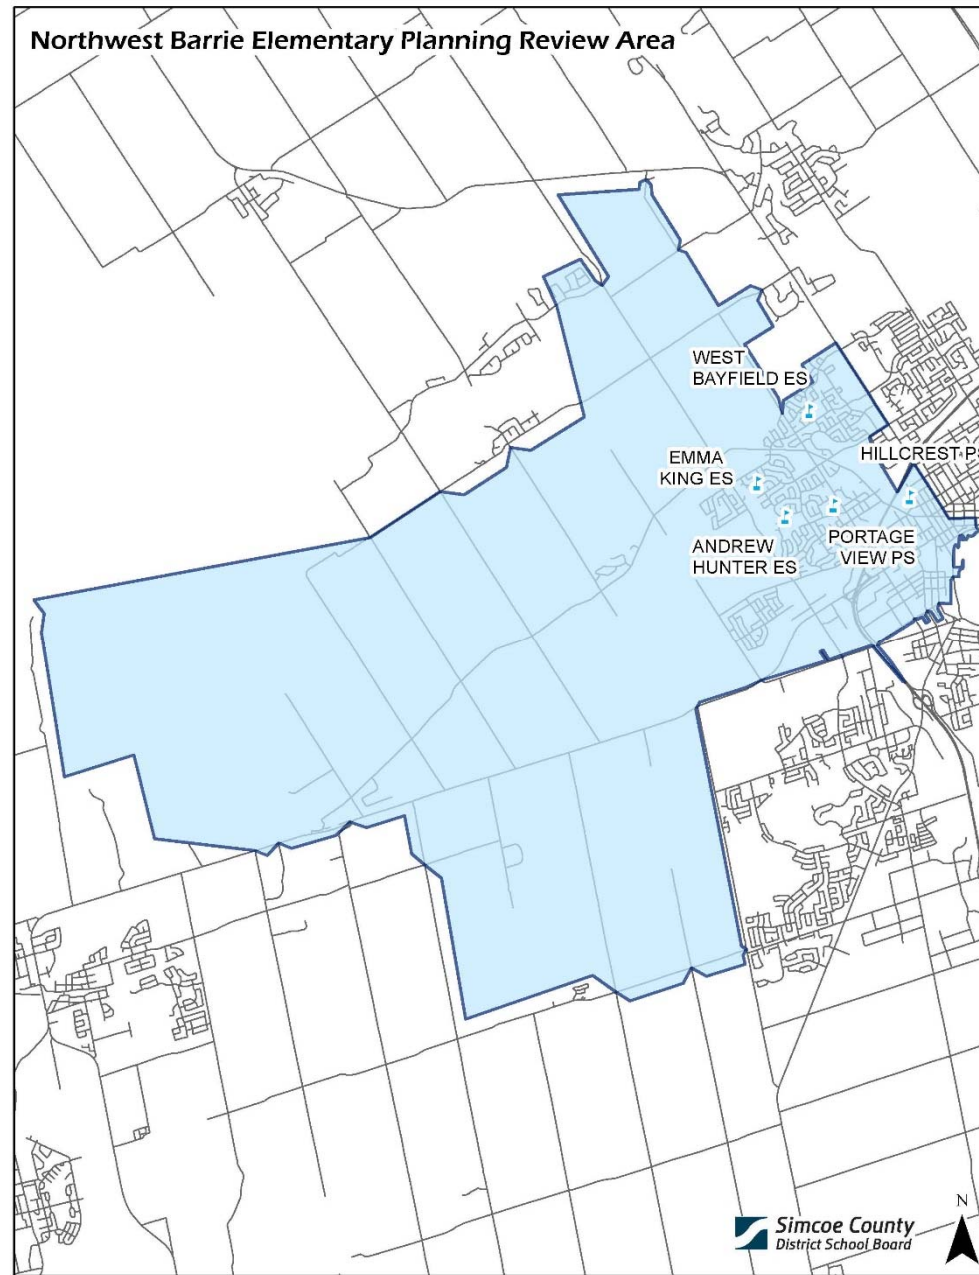 Northwest Barrie Elementary Planning Review Area
WEST
BAYFIELD ES
EMMA
KING ES
HILLCREST PS
ANDREW
HUNTER ES
PORTAGE
VIEW PS
Simcoe County
District School Board
N